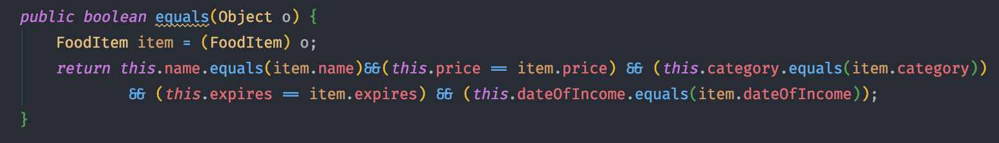 public boolean equals(Object o) {
    FoodItem item = (FoodItem) o;
    return this.name.equals(item.name)&&(this.price == item.price) && (this.category.equals(item.category))
            && (this.expires == item.expires) && (this.dateOfIncome.equals(item.dateOfIncome));
}